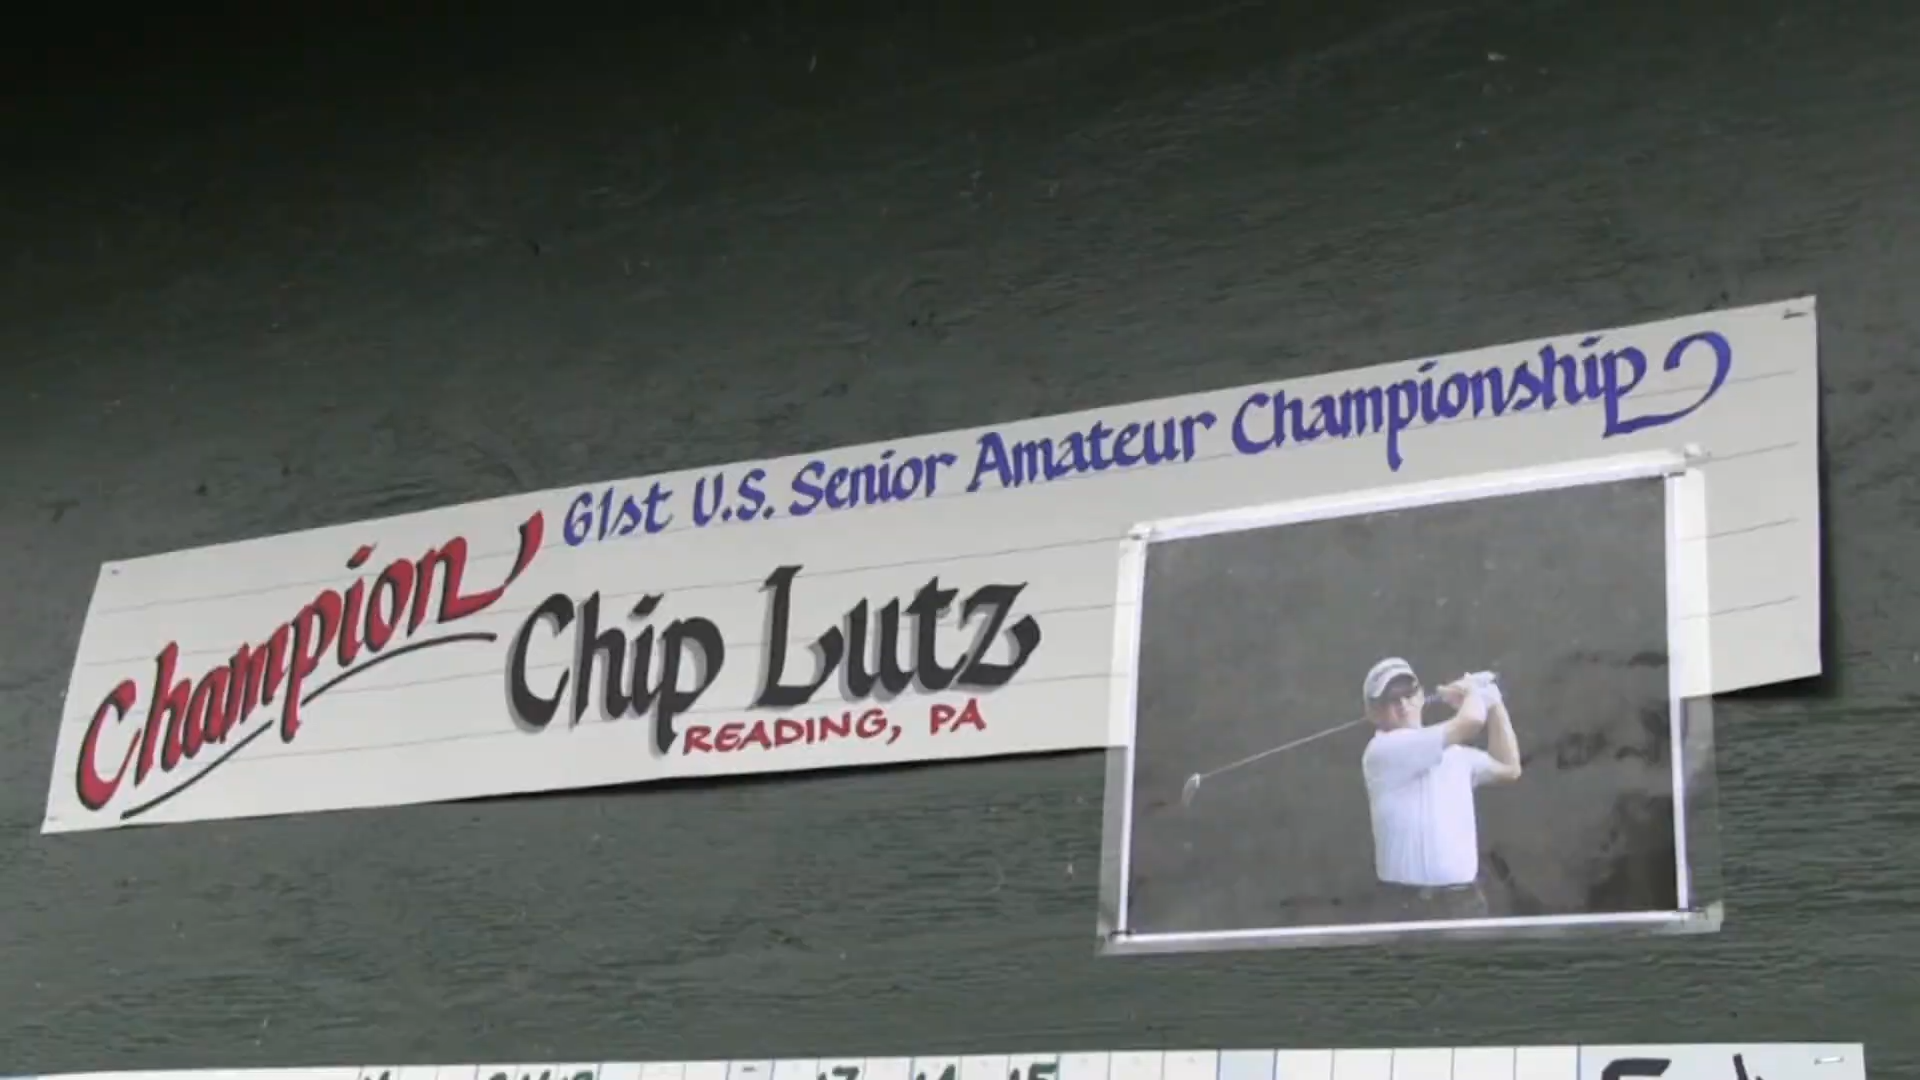 61st U.S. Senior Amateur Championship
Champion
Chip Lutz
READING, PA